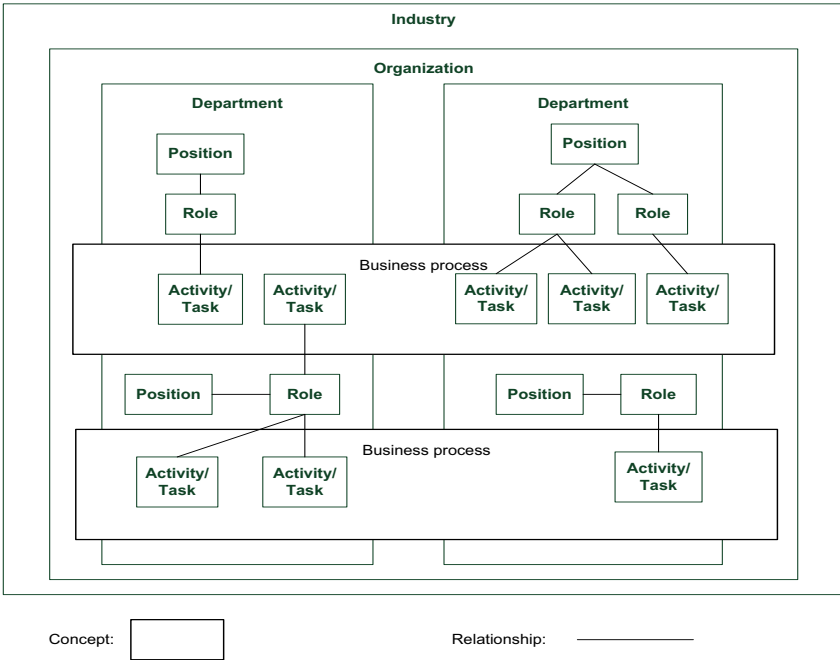 Industry
Organization
Department
Department
Position
Position
Role
Role
Role
Business process
Activity/
Task
Activity/
Task
Activity/
Task
Activity/
Task
Activity/
Task
Position
Role
Position
Role
Business process
Activity/
Task
Activity/
Task
Activity/
Task
Concept:
Relationship: